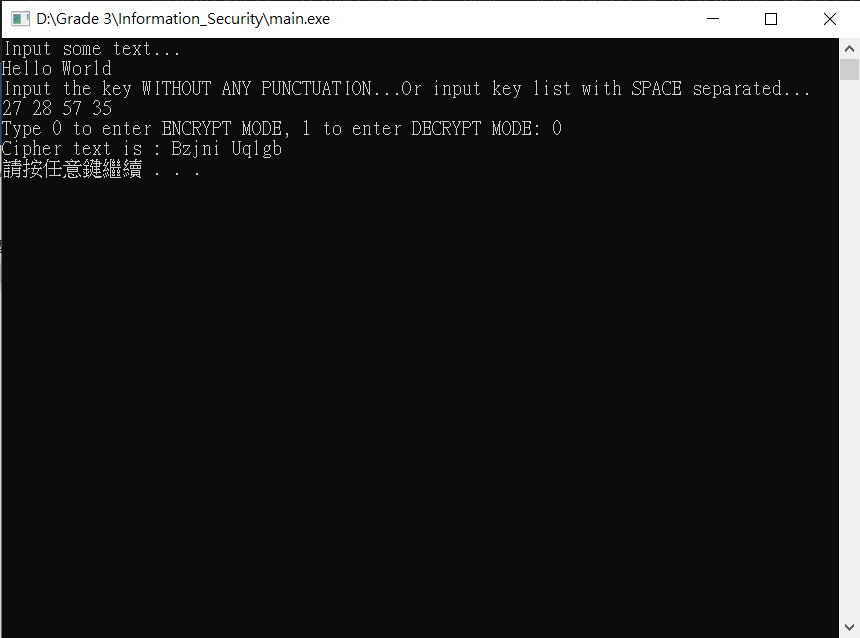 D:\Grade 3\Information_Security\main.exe
Input some text...
Hello World
Input the key WITHOUT ANY PUNCTUATION...Or input key list with SPACE separated...
27 28 57 35
Type 0 to enter ENCRYPT MODE, 1 to enter DECRYPT MODE: 0
Cipher text is : Bzjni Uqlgb
請按任意鍵繼續 . . .